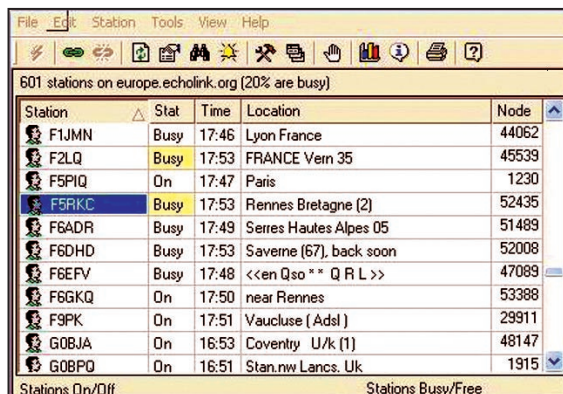 File Edit Station Tools View Help
601 stations on europe.echolink.org (20% are busy)
Station Stat Time Location Node
F1JMN Busy 17:46 Lyon France 44062
F2LQ Busy 17:53 FRANCE Vern 35 45539
F5PIQ On 17:47 Paris 1230
F5RKC Busy 17:53 Rennes Bretagne (2) 52435
F6ADR Busy 17:49 Serres Hautes Alpes 05 51489
F6DHD Busy 17:53 Saverne (67), back soon 52008
F6EFV Busy 17:48 <<en Qso ** Q R L >> 47089
F6GKQ On 17:50 near Rennes 53388
F9PK On 17:51 Vaucluse ( Adsl ) 29911
G0BJA On 16:53 Coventry U/k (1) 48147
G0BPQ On 16:51 Stan.nw Lancs. Uk 1915
Stations On/Off Stations Busy/Free